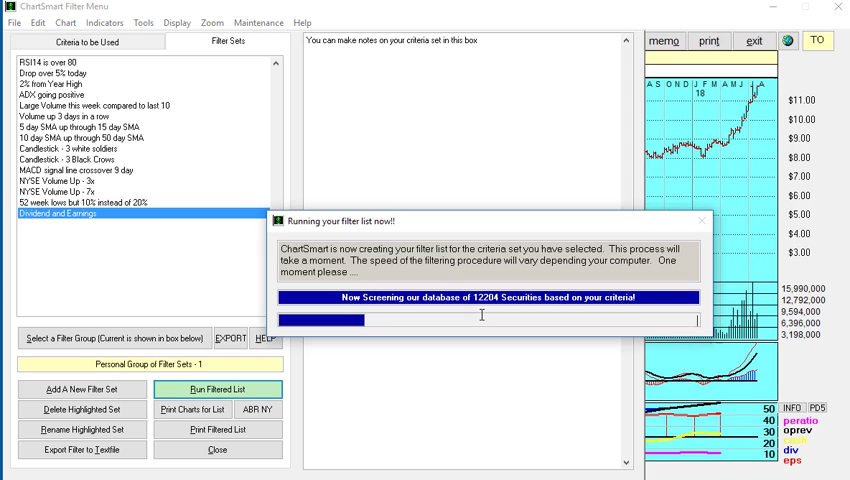 ChartSmart Filter Menu
File Edit Chart Indicators Tools Display Zoom Maintenance Help
Criteria to be Used Filter Sets
RSI14 is over 80
Drop over 5% today
2% from Year High
ADX going positive
Large Volume this week compared to last 10
Volume up 3 days in a row
5 day SMA up through 15 day SMA
10 day SMA up through 50 day SMA
Candlestick - 3 white soldiers
Candlestick - 3 Black Crows
MACD signal line crossover 9 day
NYSE Volume Up - 3x
NYSE Volume Up - 7x
52 week lows but 10% instead of 20%
Dividend and Earnings
You can make notes on your criteria set in this box
memo print exit TO
A S O N D J F M A M J J A
18
$11.00
$10.00
$9.00
$8.00
$7.00
$6.00
$5.00
$4.00
$3.00
15,990,000
12,792,000
9,594,000
6,396,000
3,198,000
Running your filter list now!!
ChartSmart is now creating your filter list for the criteria set you have selected. This process will
take a moment. The speed of the filtering procedure will vary depending your computer. One
moment please ....
Now Screening our database of 12204 Securities based on your criteria!
Select a Filter Group (Current is shown in box below) EXPORT HELP
Personal Group of Filter Sets - 1
Add A New Filter Set Run Filtered List
Delete Highlighted Set Print Charts for List ABR NY
Rename Highlighted Set Print Filtered List
Export Filter to Textfile Close
50 INFO PD5
40 peratio
30 oprev
20 cash
10 div
eps